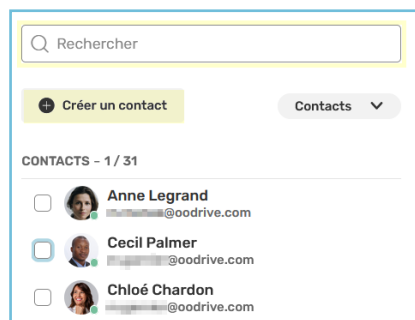 Rechercher
Créer un contact
Contacts
CONTACTS - 1 / 31
Anne Legrand
@oodrive.com
Cecil Palmer
@oodrive.com
Chloé Chardon
@oodrive.com